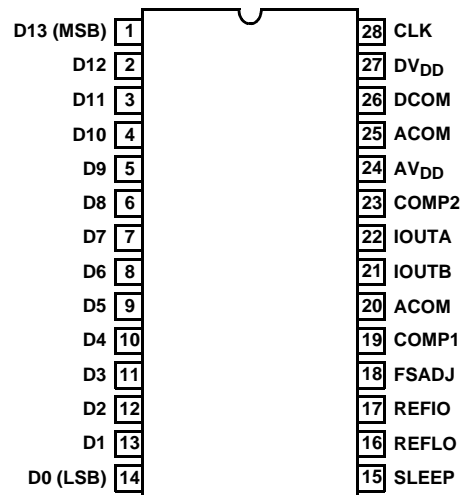 D13 (MSB) 1 28 CLK
D12 2 27 DVDD
D11 3 26 DCOM
D10 4 25 ACOM
D9 5 24 AVDD
D8 6 23 COMP2
D7 7 22 IOUTA
D6 8 21 IOUTB
D5 9 20 ACOM
D4 10 19 COMP1
D3 11 18 FSADJ
D2 12 17 REFIO
D1 13 16 REFLO
D0 (LSB) 14 15 SLEEP